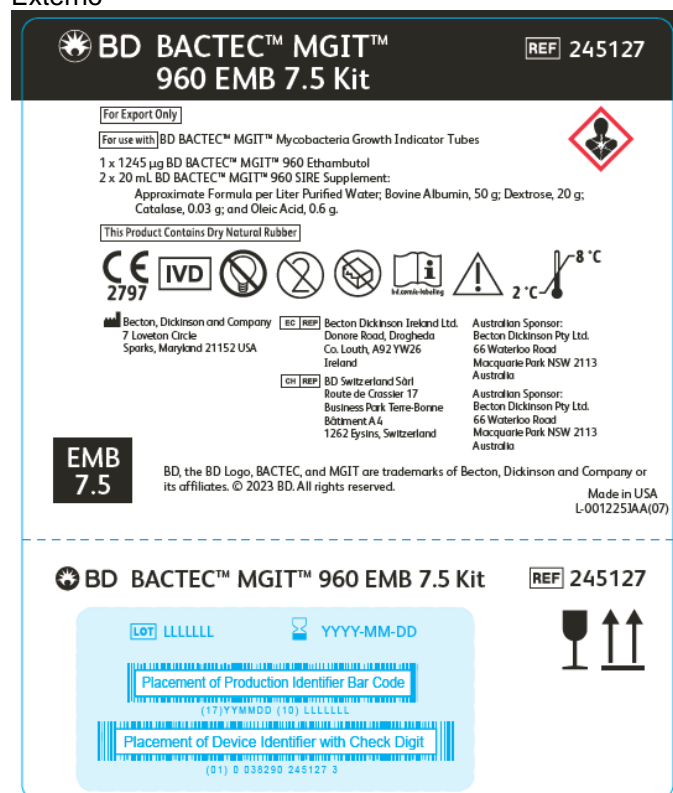 Externo
BD BACTEC™ MGIT™
960 EMB 7.5 Kit
REF 245127
For Export Only
For use with BD BACTEC™ MGIT™ Mycobacteria Growth Indicator Tubes
1 x 1245 µg BD BACTEC™ MGIT™ 960 Ethambutol
2 x 20 mL BD BACTEC™ MGIT™ 960 SIRE Supplement:
Approximate Formula per Liter Purified Water; Bovine Albumin, 50 g; Dextrose, 20 g;
Catalase, 0.03 g; and Oleic Acid, 0.6 g.
This Product Contains Dry Natural Rubber
CE
2797
IVD
2
i
bd.com/e-labeling
2 °C
8 °C
Becton, Dickinson and Company
7 Loveton Circle
Sparks, Maryland 21152 USA
EC REP Becton Dickinson Ireland Ltd.
Donore Road, Drogheda
Co. Louth, A92 YW26
Ireland
CH REP BD Switzerland Sàrl
Route de Crassier 17
Business Park Terre-Bonne
Bâtiment A4
1262 Eysins, Switzerland
Australian Sponsor:
Becton Dickinson Pty Ltd.
66 Waterloo Road
Macquarie Park NSW 2113
Australia
Australian Sponsor:
Becton Dickinson Pty Ltd.
66 Waterloo Road
Macquarie Park NSW 2113
Australia
EMB
7.5
BD, the BD Logo, BACTEC, and MGIT are trademarks of Becton, Dickinson and Company or
its affiliates. © 2023 BD. All rights reserved.
Made in USA
L-001225JAA(07)
BD BACTEC™ MGIT™ 960 EMB 7.5 Kit
REF 245127
LOT LLLLLLL
YYYY-MM-DD
Placement of Production Identifier Bar Code
(17)YYMMDD (10) LLLLLLL
Placement of Device Identifier with Check Digit
(01) 0 038290 245127 3